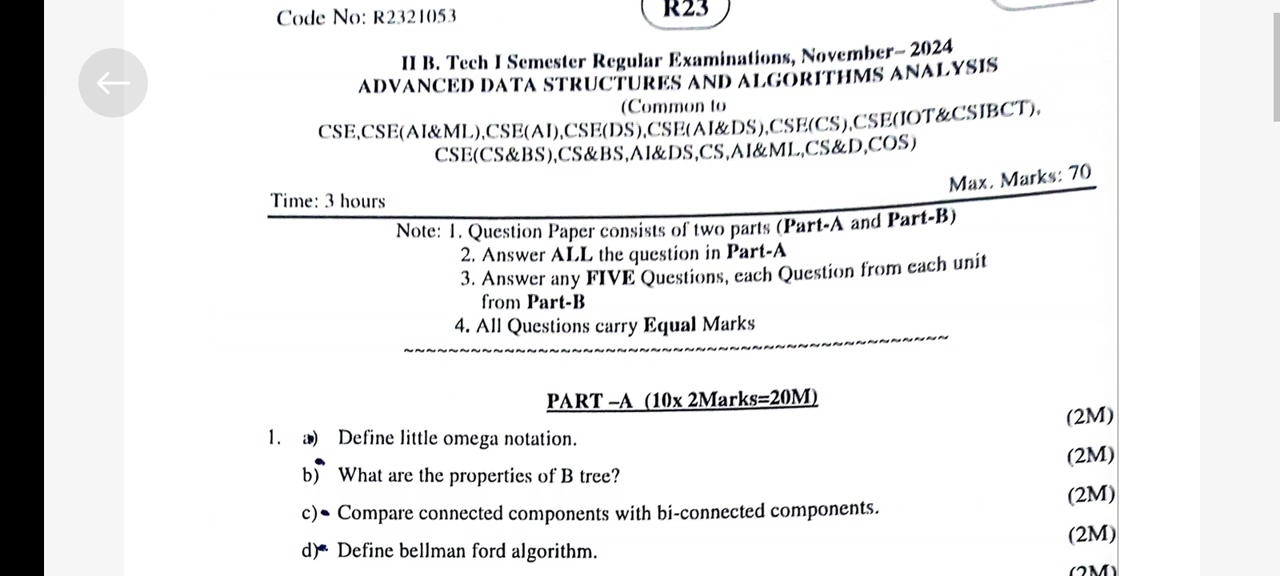 Code No: R2321053
R23
II B. Tech I Semester Regular Examinations, November– 2024
ADVANCED DATA STRUCTURES AND ALGORITHMS ANALYSIS
(Common to
CSE,CSE(AI&ML),CSE(AI),CSE(DS),CSE(AI&DS),CSE(CS),CSE(IOT&CSIBCT),
CSE(CS&BS),CS&BS,AI&DS,CS,AI&ML,CS&D,COS)
Time: 3 hours
Max. Marks: 70
Note: 1. Question Paper consists of two parts (Part-A and Part-B)
2. Answer ALL the question in Part-A
3. Answer any FIVE Questions, each Question from each unit
from Part-B
4. All Questions carry Equal Marks
PART –A (10x 2Marks=20M)
1. a) Define little omega notation. (2M)
b) What are the properties of B tree? (2M)
c) Compare connected components with bi-connected components. (2M)
d) Define bellman ford algorithm. (2M)
(2M)